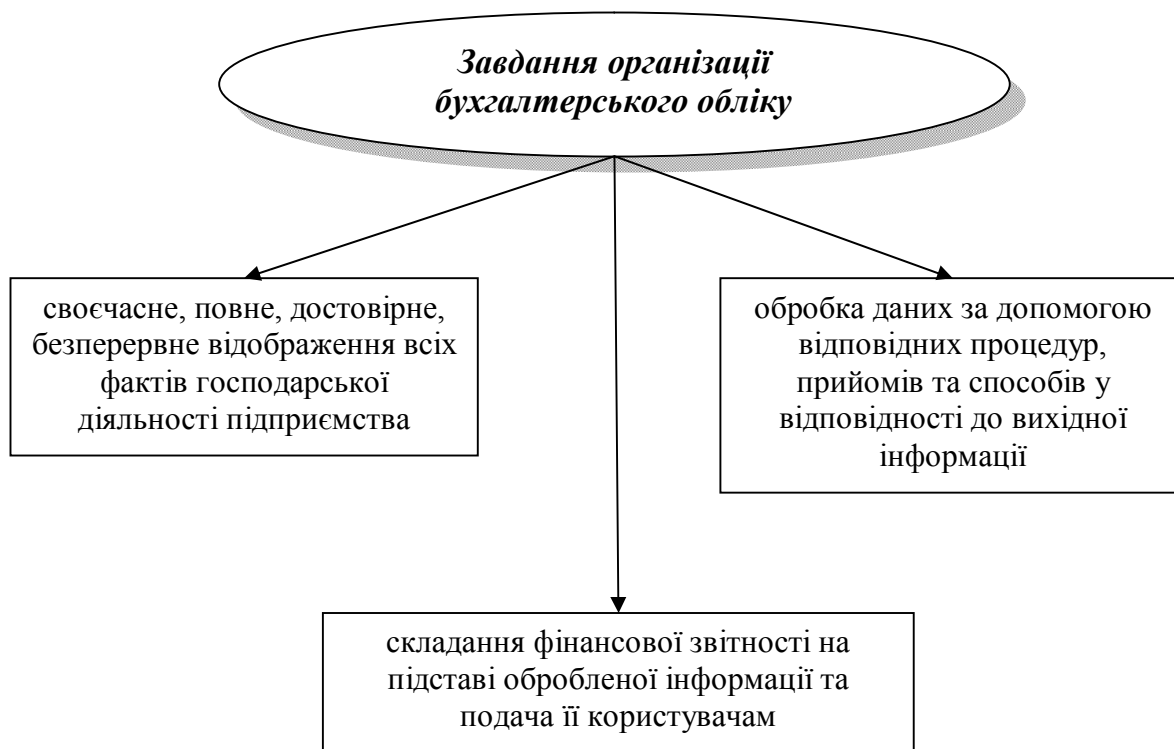 Завдання організації
бухгалтерського обліку
своєчасне, повне, достовірне,
безперервне відображення всіх
фактів господарської
діяльності підприємства
обробка даних за допомогою
відповідних процедур,
прийомів та способів у
відповідності до вихідної
інформації
складання фінансової звітності на
підставі обробленої інформації та
подача її користувачам